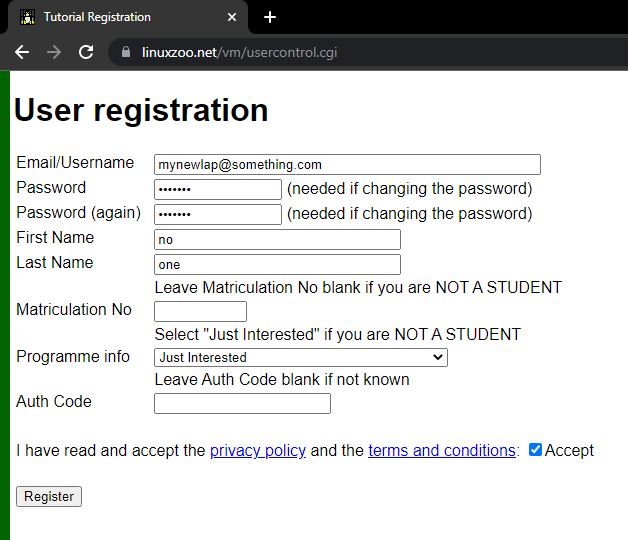 Tutorial Registration
linuxzoo.net/vm/usercontrol.cgi
User registration
Email/Username mynewlap@something.com
Password ••••••• (needed if changing the password)
Password (again) ••••••• (needed if changing the password)
First Name no
Last Name one
Leave Matriculation No blank if you are NOT A STUDENT
Matriculation No
Select "Just Interested" if you are NOT A STUDENT
Programme info Just Interested
Leave Auth Code blank if not known
Auth Code
I have read and accept the privacy policy and the terms and conditions: Accept
Register